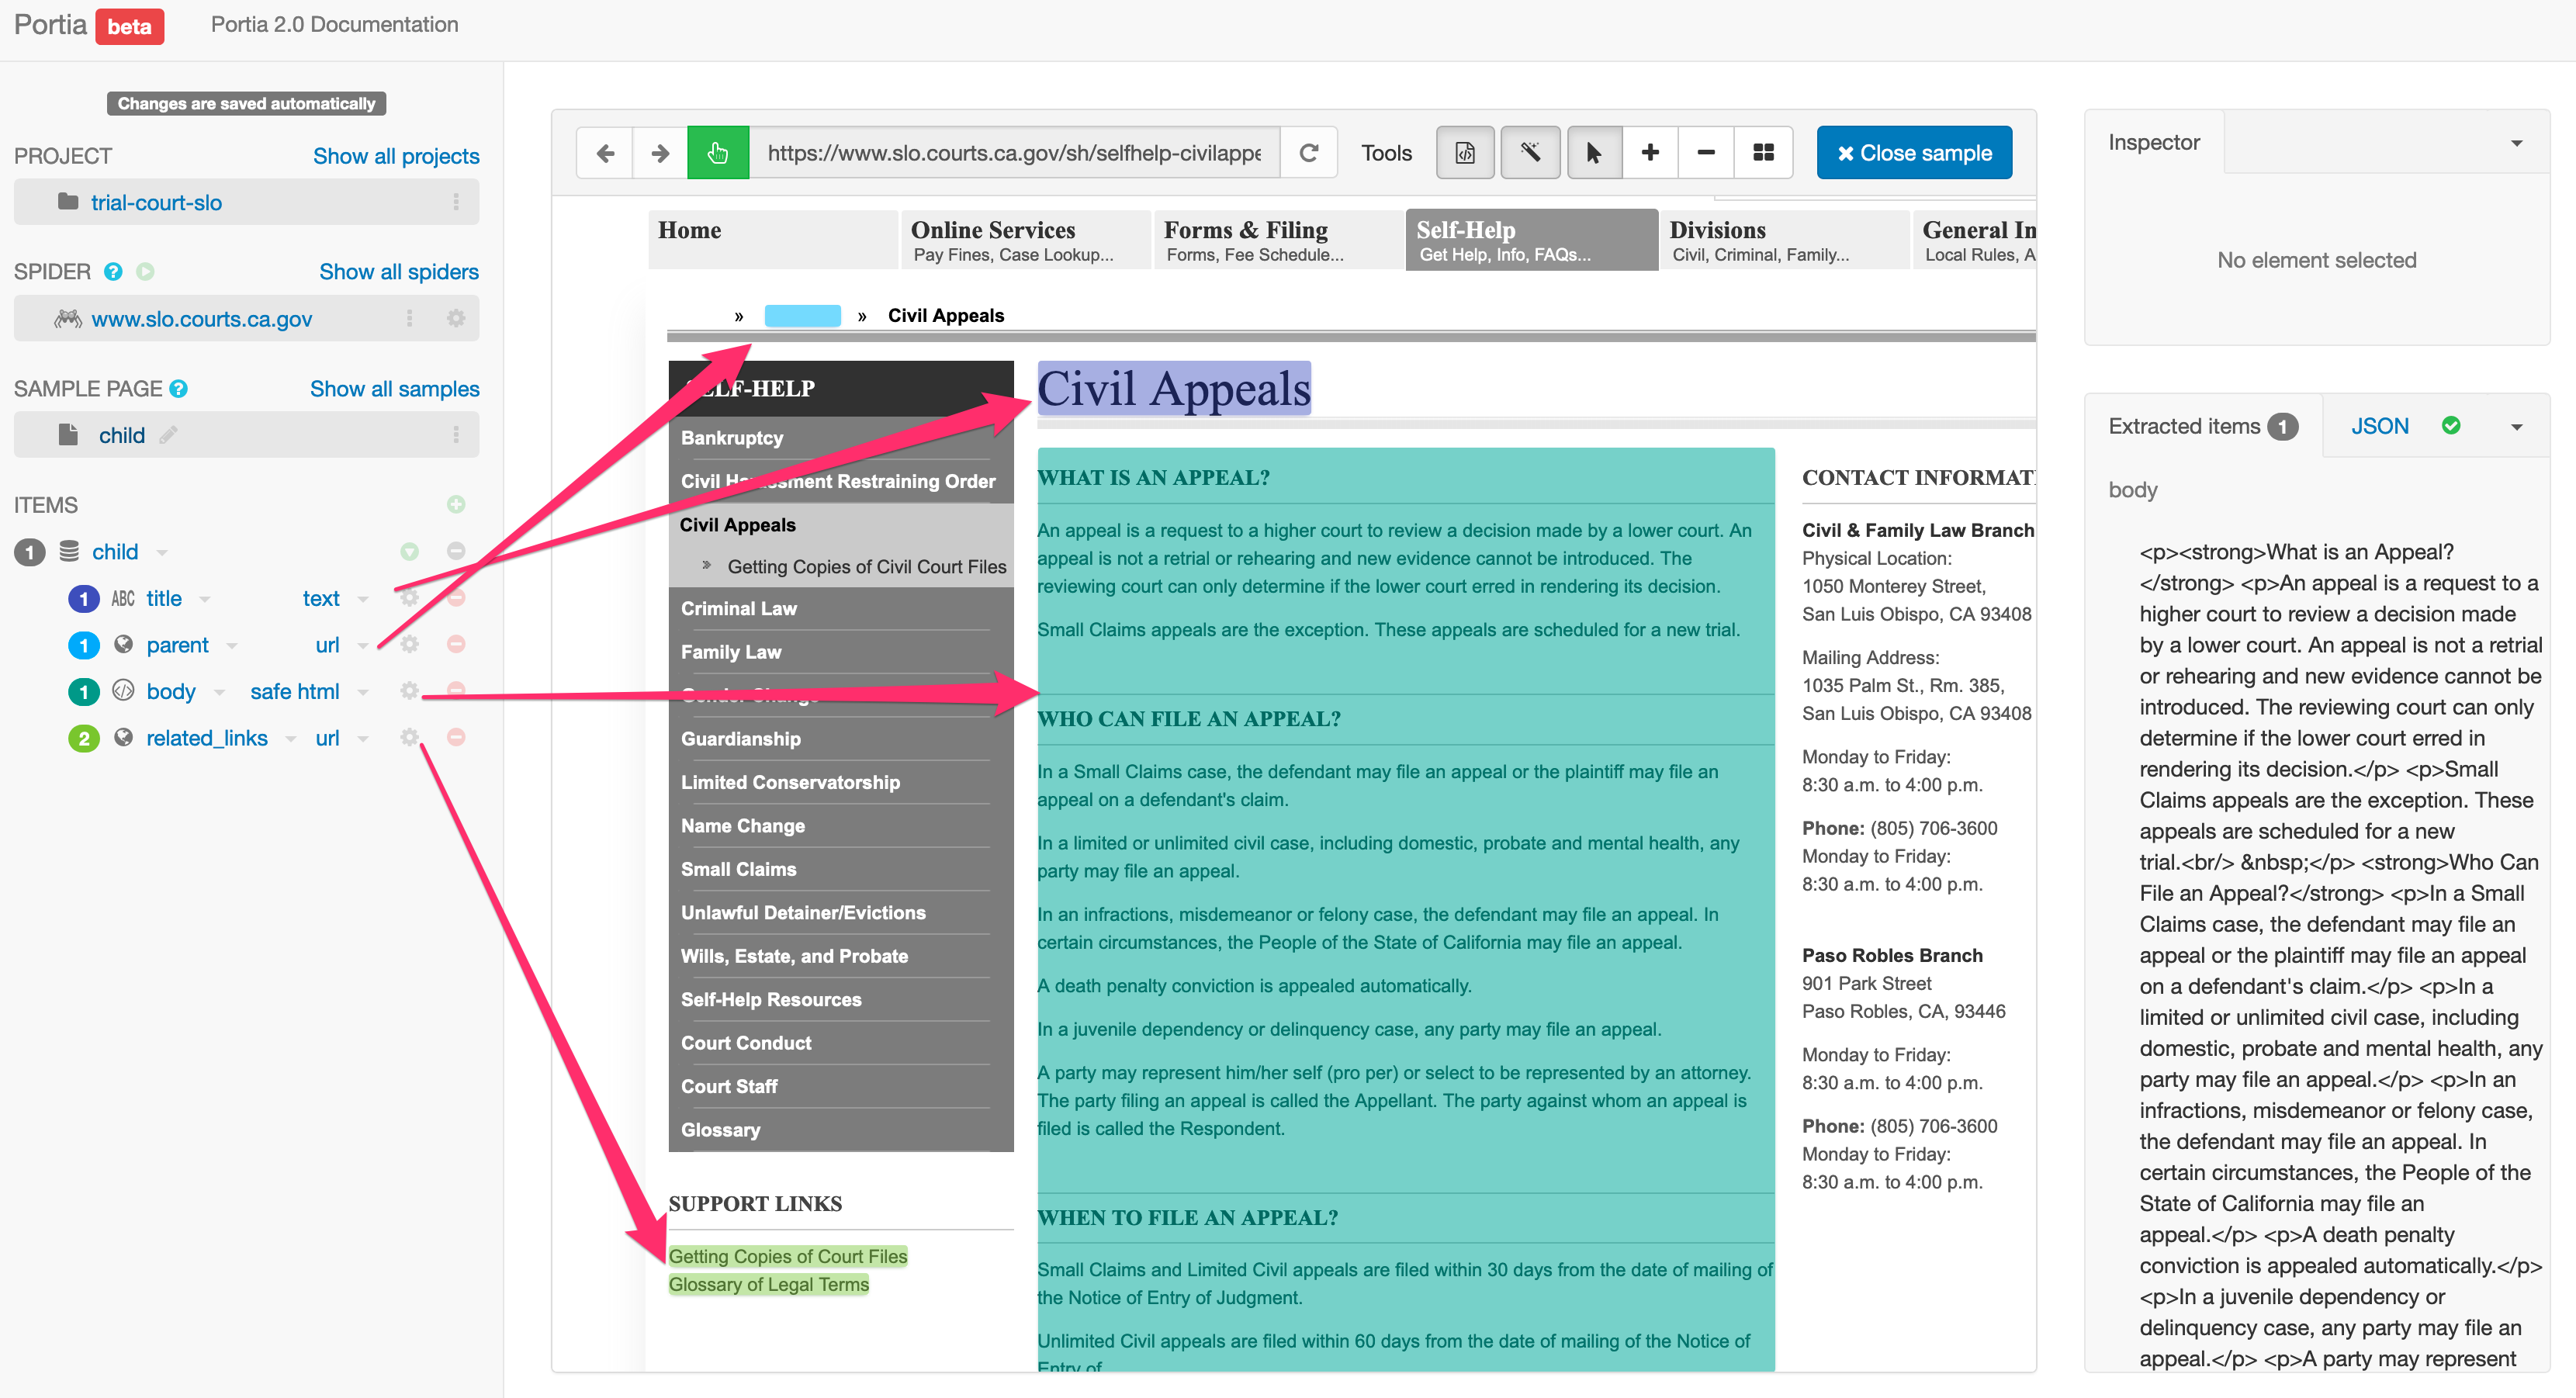 Portia beta Portia 2.0 Documentation
Changes are saved automatically
PROJECT Show all projects
trial-court-slo
SPIDER ? Show all spiders
www.slo.courts.ca.gov
SAMPLE PAGE ? Show all samples
child
ITEMS
1 child
1 ABC title text
1 parent url
1 body safe html
2 related_links url
https://www.slo.courts.ca.gov/sh/selfhelp-civilappe
Tools
Close sample
Home
Online Services
Pay Fines, Case Lookup...
Forms & Filing
Forms, Fee Schedule...
Self-Help
Get Help, Info, FAQs...
Divisions
Civil, Criminal, Family...
General In
Local Rules, A
» » Civil Appeals
SELF-HELP
Bankruptcy
Civil Harassment Restraining Order
Civil Appeals
» Getting Copies of Civil Court Files
Criminal Law
Family Law
Gender Change
Guardianship
Limited Conservatorship
Name Change
Small Claims
Unlawful Detainer/Evictions
Wills, Estate, and Probate
Self-Help Resources
Court Conduct
Court Staff
Glossary
SUPPORT LINKS
Getting Copies of Court Files
Glossary of Legal Terms
Civil Appeals
WHAT IS AN APPEAL?
An appeal is a request to a higher court to review a decision made by a lower court. An
appeal is not a retrial or rehearing and new evidence cannot be introduced. The
reviewing court can only determine if the lower court erred in rendering its decision.
Small Claims appeals are the exception. These appeals are scheduled for a new trial.
WHO CAN FILE AN APPEAL?
In a Small Claims case, the defendant may file an appeal or the plaintiff may file an
appeal on a defendant's claim.
In a limited or unlimited civil case, including domestic, probate and mental health, any
party may file an appeal.
In an infractions, misdemeanor or felony case, the defendant may file an appeal. In
certain circumstances, the People of the State of California may file an appeal.
A death penalty conviction is appealed automatically.
In a juvenile dependency or delinquency case, any party may file an appeal.
A party may represent him/her self (pro per) or select to be represented by an attorney.
The party filing an appeal is called the Appellant. The party against whom an appeal is
filed is called the Respondent.
WHEN TO FILE AN APPEAL?
Small Claims and Limited Civil appeals are filed within 30 days from the date of mailing of
the Notice of Entry of Judgment.
Unlimited Civil appeals are filed within 60 days from the date of mailing of the Notice of
Entry of
CONTACT INFORMAT
Civil & Family Law Branch
Physical Location:
1050 Monterey Street,
San Luis Obispo, CA 93408
Mailing Address:
1035 Palm St., Rm. 385,
San Luis Obispo, CA 93408
Monday to Friday:
8:30 a.m. to 4:00 p.m.
Phone: (805) 706-3600
Monday to Friday:
8:30 a.m. to 4:00 p.m.
Paso Robles Branch
901 Park Street
Paso Robles, CA, 93446
Monday to Friday:
8:30 a.m. to 4:00 p.m.
Phone: (805) 706-3600
Monday to Friday:
8:30 a.m. to 4:00 p.m.
Inspector
No element selected
Extracted items 1 JSON
body
<p><strong>What is an Appeal?
</strong> <p>An appeal is a request to a
higher court to review a decision made
by a lower court. An appeal is not a retrial
or rehearing and new evidence cannot be
introduced. The reviewing court can only
determine if the lower court erred in
rendering its decision.</p> <p>Small
Claims appeals are the exception. These
appeals are scheduled for a new
trial.<br/> &nbsp;</p> <strong>Who Can
File an Appeal?</strong> <p>In a Small
Claims case, the defendant may file an
appeal or the plaintiff may file an appeal
on a defendant's claim.</p> <p>In a
limited or unlimited civil case, including
domestic, probate and mental health, any
party may file an appeal.</p> <p>In an
infractions, misdemeanor or felony case,
the defendant may file an appeal. In
certain circumstances, the People of the
State of California may file an
appeal.</p> <p>A death penalty
conviction is appealed automatically.</p>
<p>In a juvenile dependency or
delinquency case, any party may file an
appeal.</p> <p>A party may represent